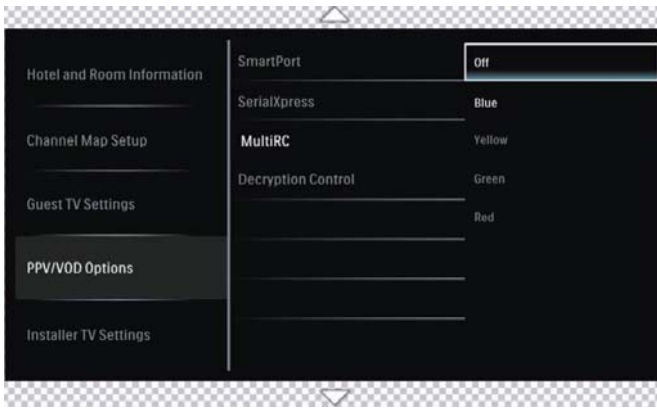 Hotel and Room Information
Channel Map Setup
Guest TV Settings
PPV/VOD Options
Installer TV Settings
SmartPort
SerialXpress
MultiRC
Decryption Control
Off
Blue
Yellow
Green
Red